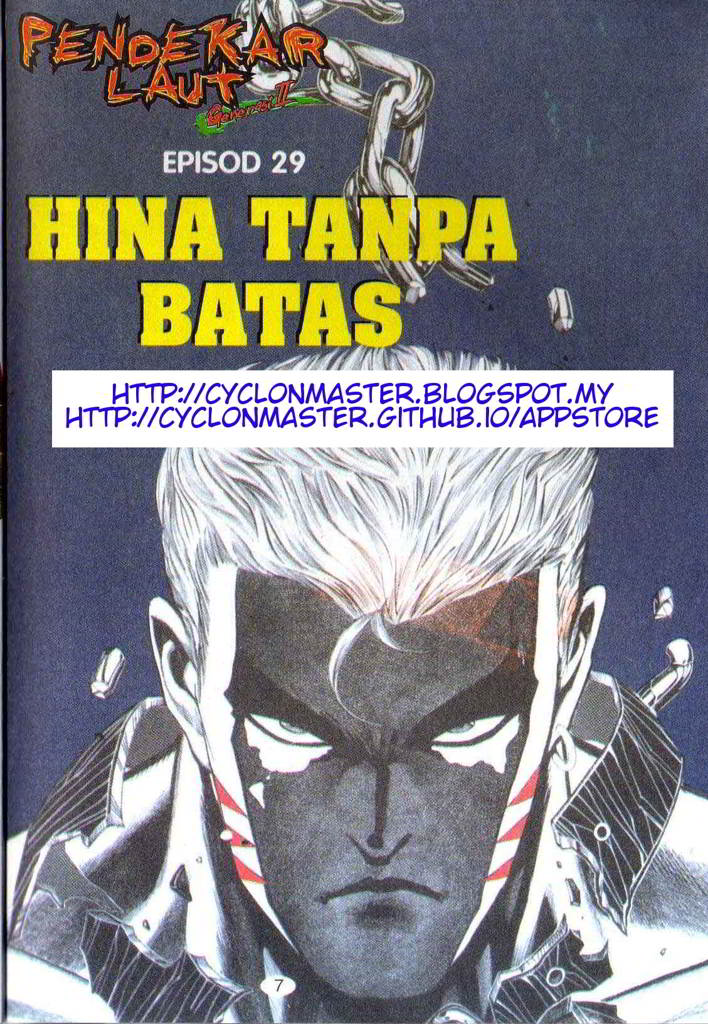 PENDEKAR
LAUT
Generasi II
EPISOD 29
HINA TANPA
BATAS
HTTP://CYCLONMASTER.BLOGSPOT.MY
HTTP://CYCLONMASTER.GITHUB.IO/APPSTORE
7